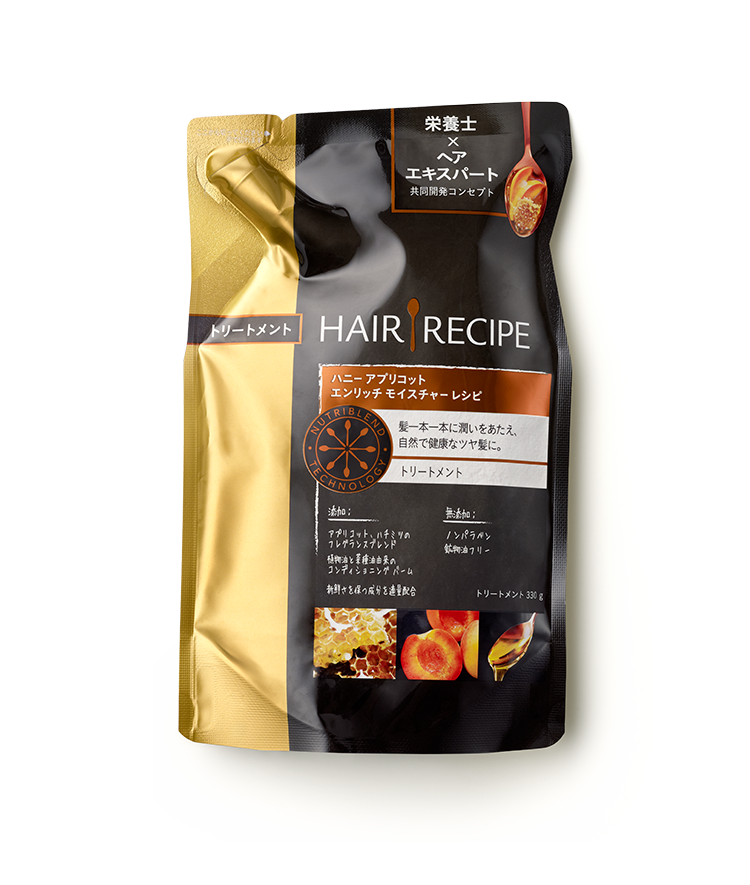 栄養士
×
ヘア
エキスパート
共同開発コンセプト
トリートメント
HAIR RECIPE
ハニー アプリコット
エンリッチ モイスチャー レシピ
NUTRIBLEND
TECHNOLOGY
髪一本一本に潤いをあたえ、
自然で健康なツヤ髪に。
トリートメント
添加：
アプリコット、ハチミツの
フレグランスブレンド
植物油と菜種油由来の
コンディショニング バーム
新鮮さを保つ成分を適量配合
無添加：
ノンパラベン
鉱物油フリー
トリートメント 330 g